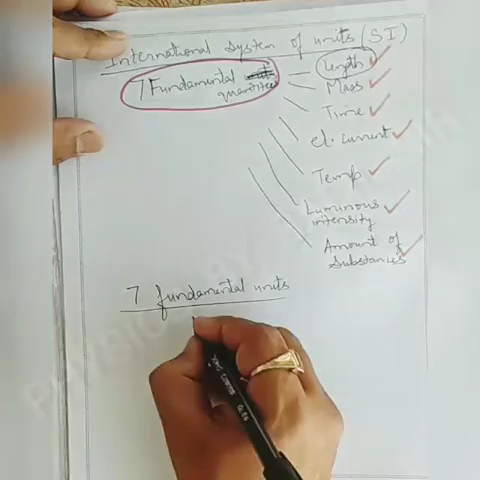 International System of units (SI)
7 Fundamental
quantities
Length
Mass
Time
el. current
Temp
Luminous
intensity
Amount of
Substances
7 fundamental units